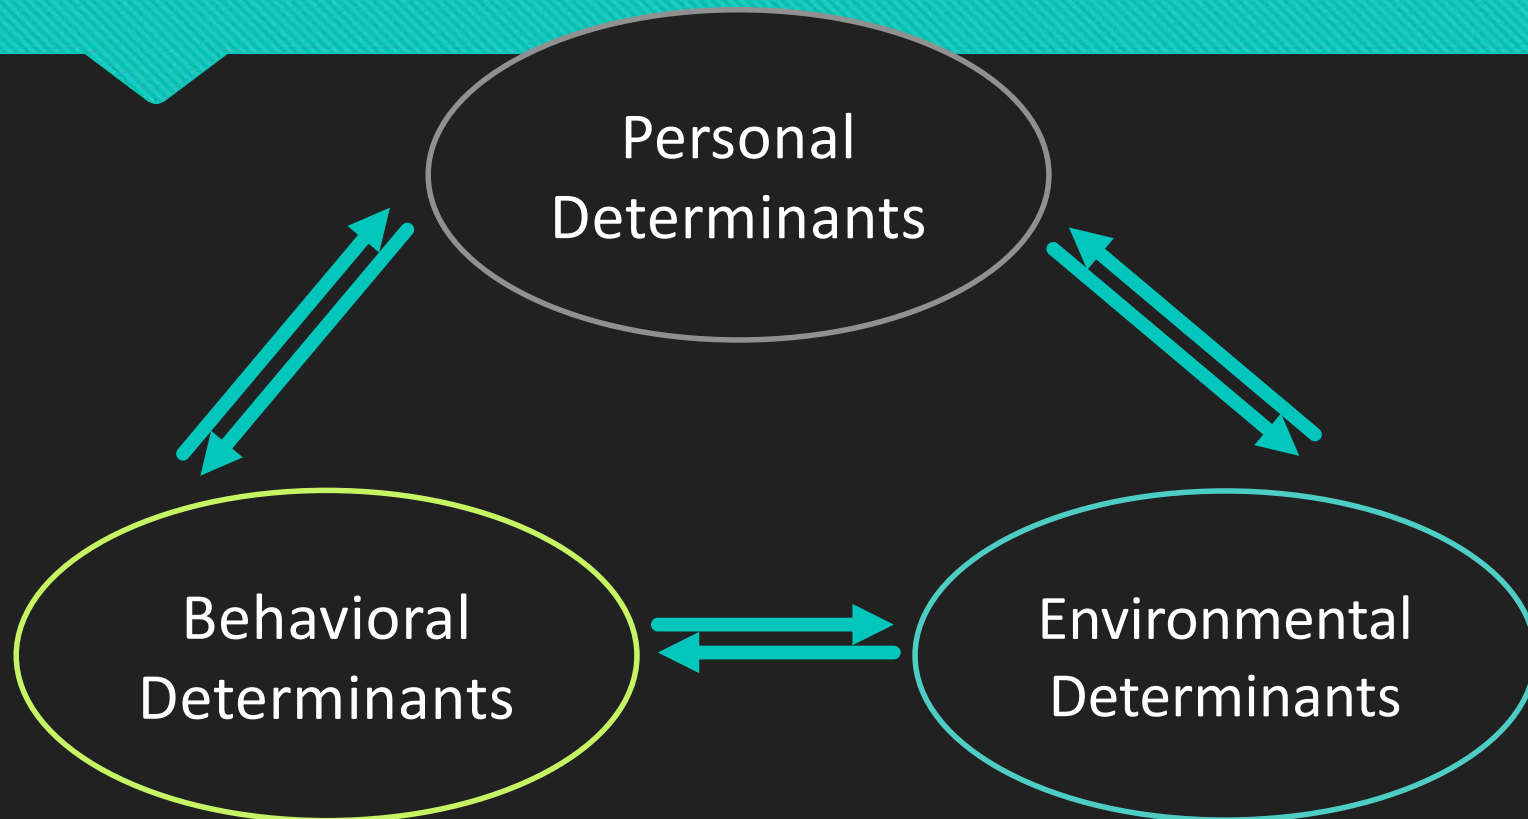 Personal
Determinants
Behavioral
Determinants
Environmental
Determinants